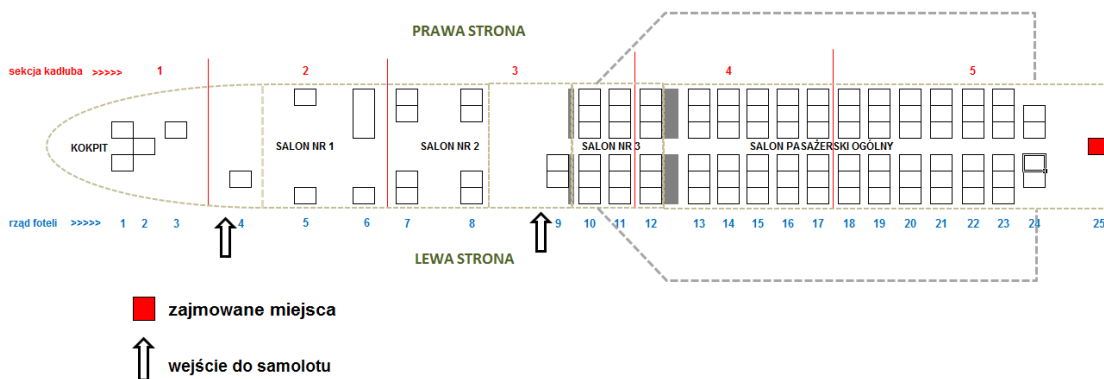 PRAWA STRONA
sekcja kadłuba >>>>> 1 2 3 4 5
KOKPIT SALON NR 1 SALON NR 2 SALON NR 3 SALON PASAŻERSKI OGÓLNY
rząd foteli >>>>> 1 2 3 4 5 6 7 8 9 10 11 12 13 14 15 16 17 18 19 20 21 22 23 24 25
LEWA STRONA
zajmowane miejsca
wejście do samolotu